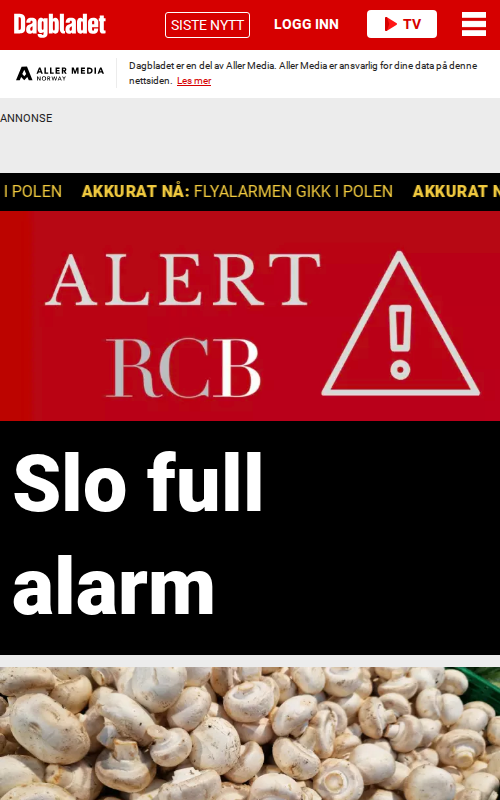 Dagbladet
SISTE NYTT
LOGG INN
TV
ALLER MEDIA
NORWAY
Dagbladet er en del av Aller Media. Aller Media er ansvarlig for dine data på denne
nettsiden. Les mer
ANNONSE
I POLEN AKKURAT NÅ: FLYALARMEN GIKK I POLEN AKKURAT N
ALERT
RCB
Slo full
alarm